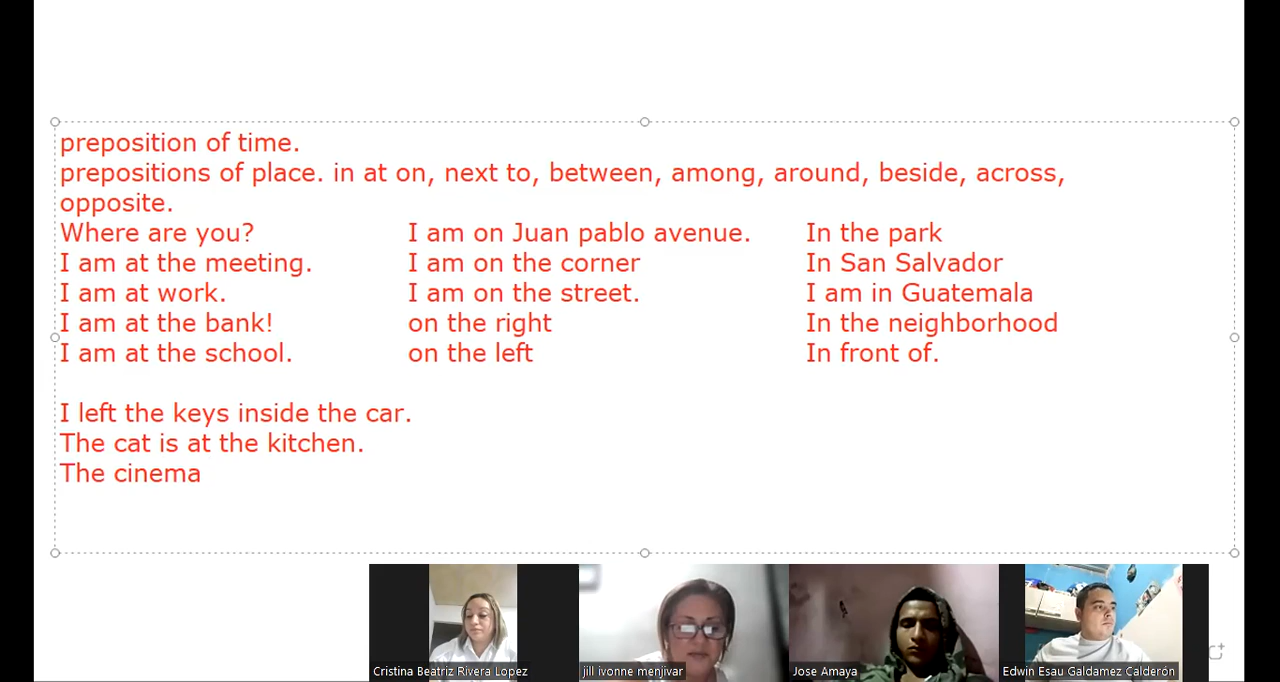 preposition of time.
prepositions of place. in at on, next to, between, among, around, beside, across,
opposite.
Where are you? I am on Juan pablo avenue. In the park
I am at the meeting. I am on the corner In San Salvador
I am at work. I am on the street. I am in Guatemala
I am at the bank! on the right In the neighborhood
I am at the school. on the left In front of.
I left the keys inside the car.
The cat is at the kitchen.
The cinema
Cristina Beatriz Rivera Lopez jill ivonne menjivar Jose Amaya Edwin Esau Galdamez Calderón